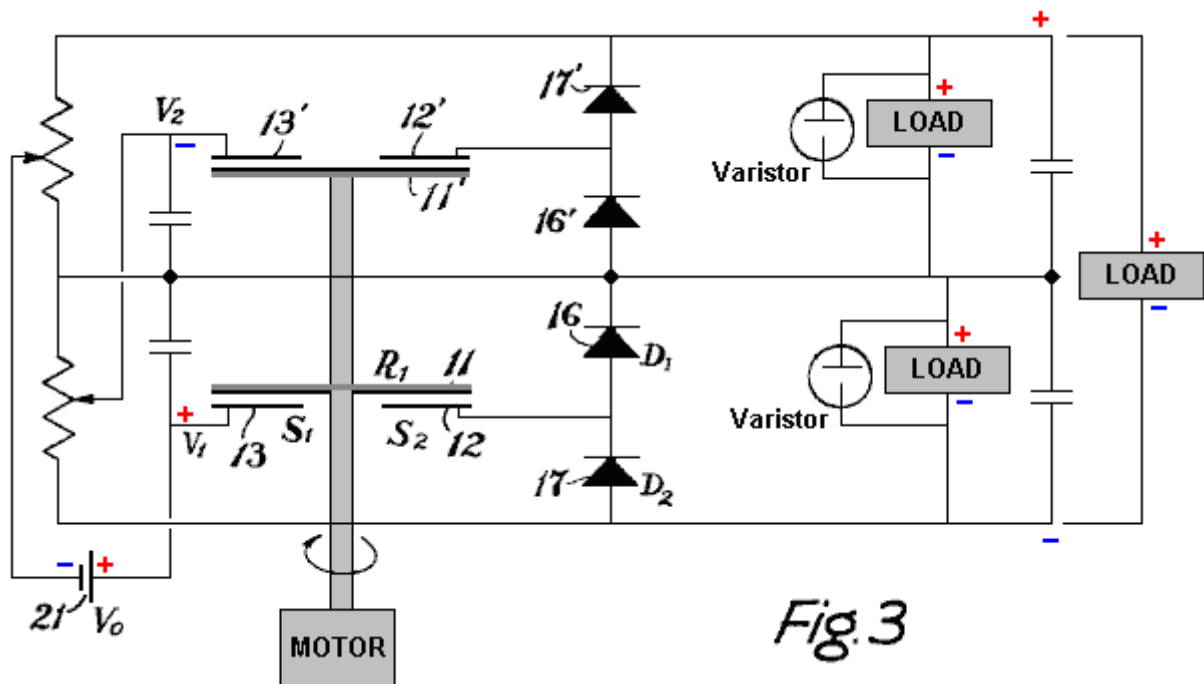 +
17'
V₂
13'
12'
+
LOAD
−
−
Varistor
11'
16'
+
LOAD
−
16
D₁
+
R₁
11
LOAD
−
+
V₁
13
S₁
S₂
12
Varistor
17
D₂
−
−
+
21
V₀
MOTOR
Fig. 3